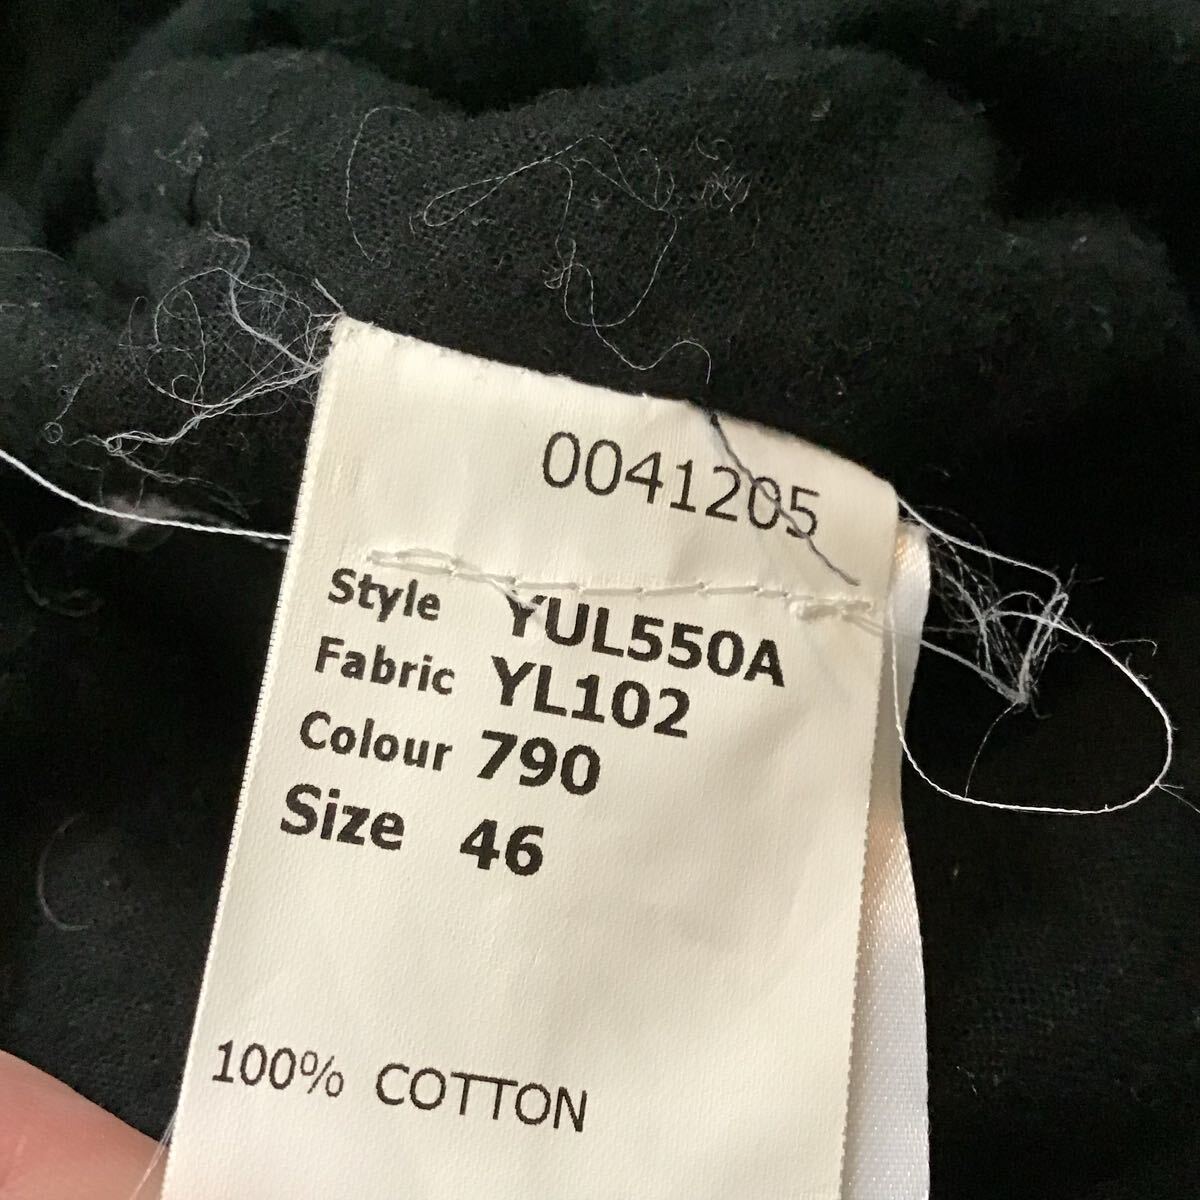 0041205
Style YUL550A
Fabric YL102
Colour 790
Size 46
100% COTTON